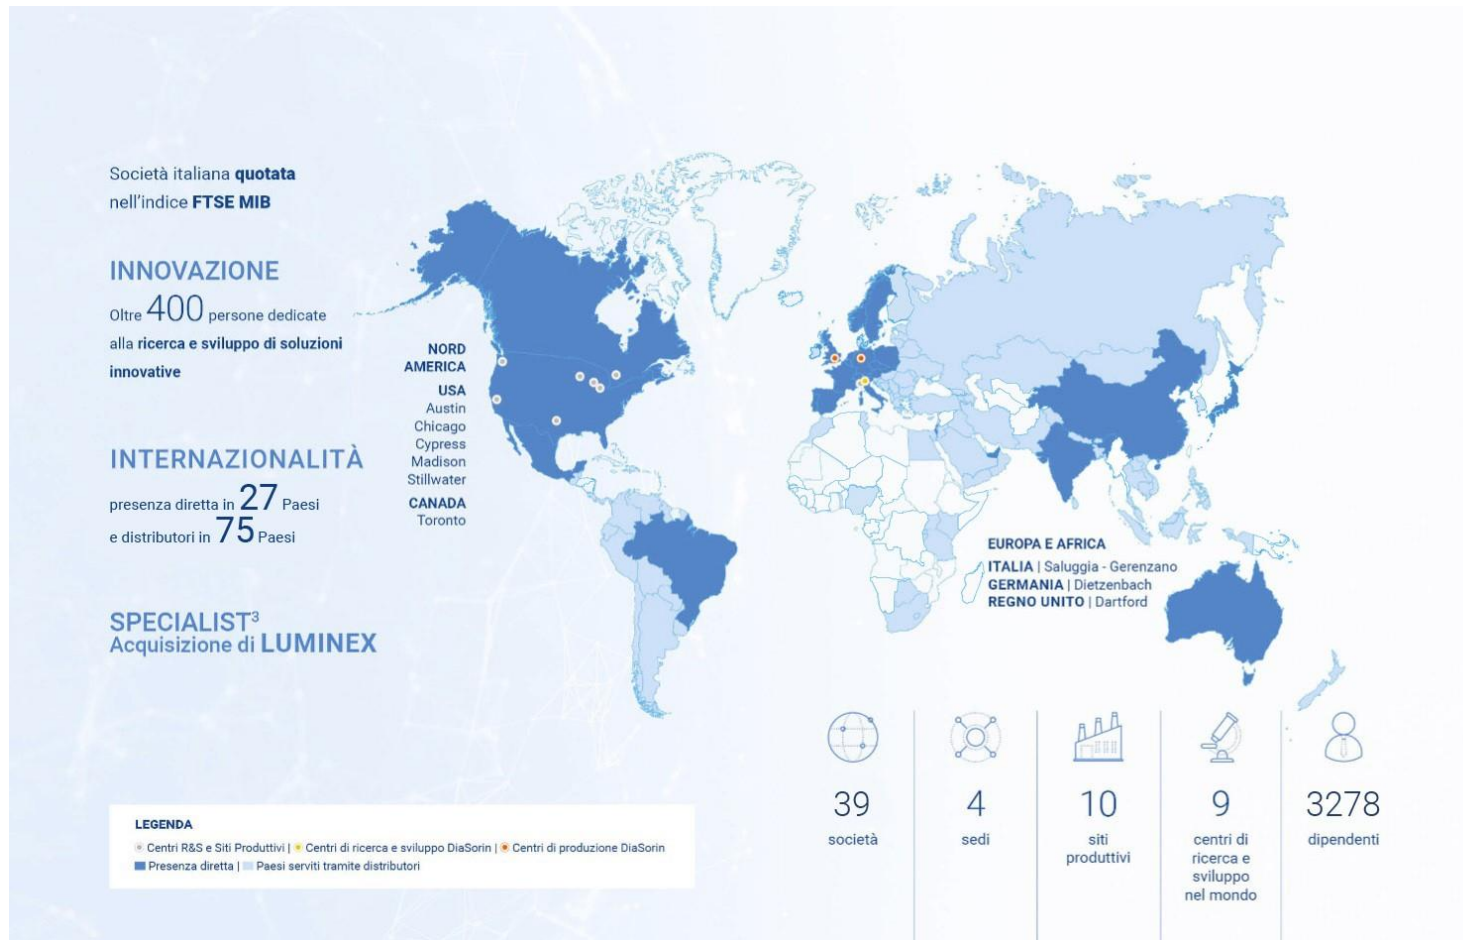 Società italiana quotata
nell'indice FTSE MIB
INNOVAZIONE
Oltre 400 persone dedicate
alla ricerca e sviluppo di soluzioni
innovative
INTERNAZIONALITÀ
presenza diretta in 27 Paesi
e distributori in 75 Paesi
SPECIALIST³
Acquisizione di LUMINEX
NORD
AMERICA
USA
Austin
Chicago
Cypress
Madison
Stillwater
CANADA
Toronto
EUROPA E AFRICA
ITALIA | Saluggia - Gerenzano
GERMANIA | Dietzenbach
REGNO UNITO | Dartford
39
società
4
sedi
10
siti
produttivi
9
centri di
ricerca e
sviluppo
nel mondo
3278
dipendenti
LEGENDA
Centri R&S e Siti Produttivi | Centri di ricerca e sviluppo DiaSorin | Centri di produzione DiaSorin
Presenza diretta | Paesi serviti tramite distributori